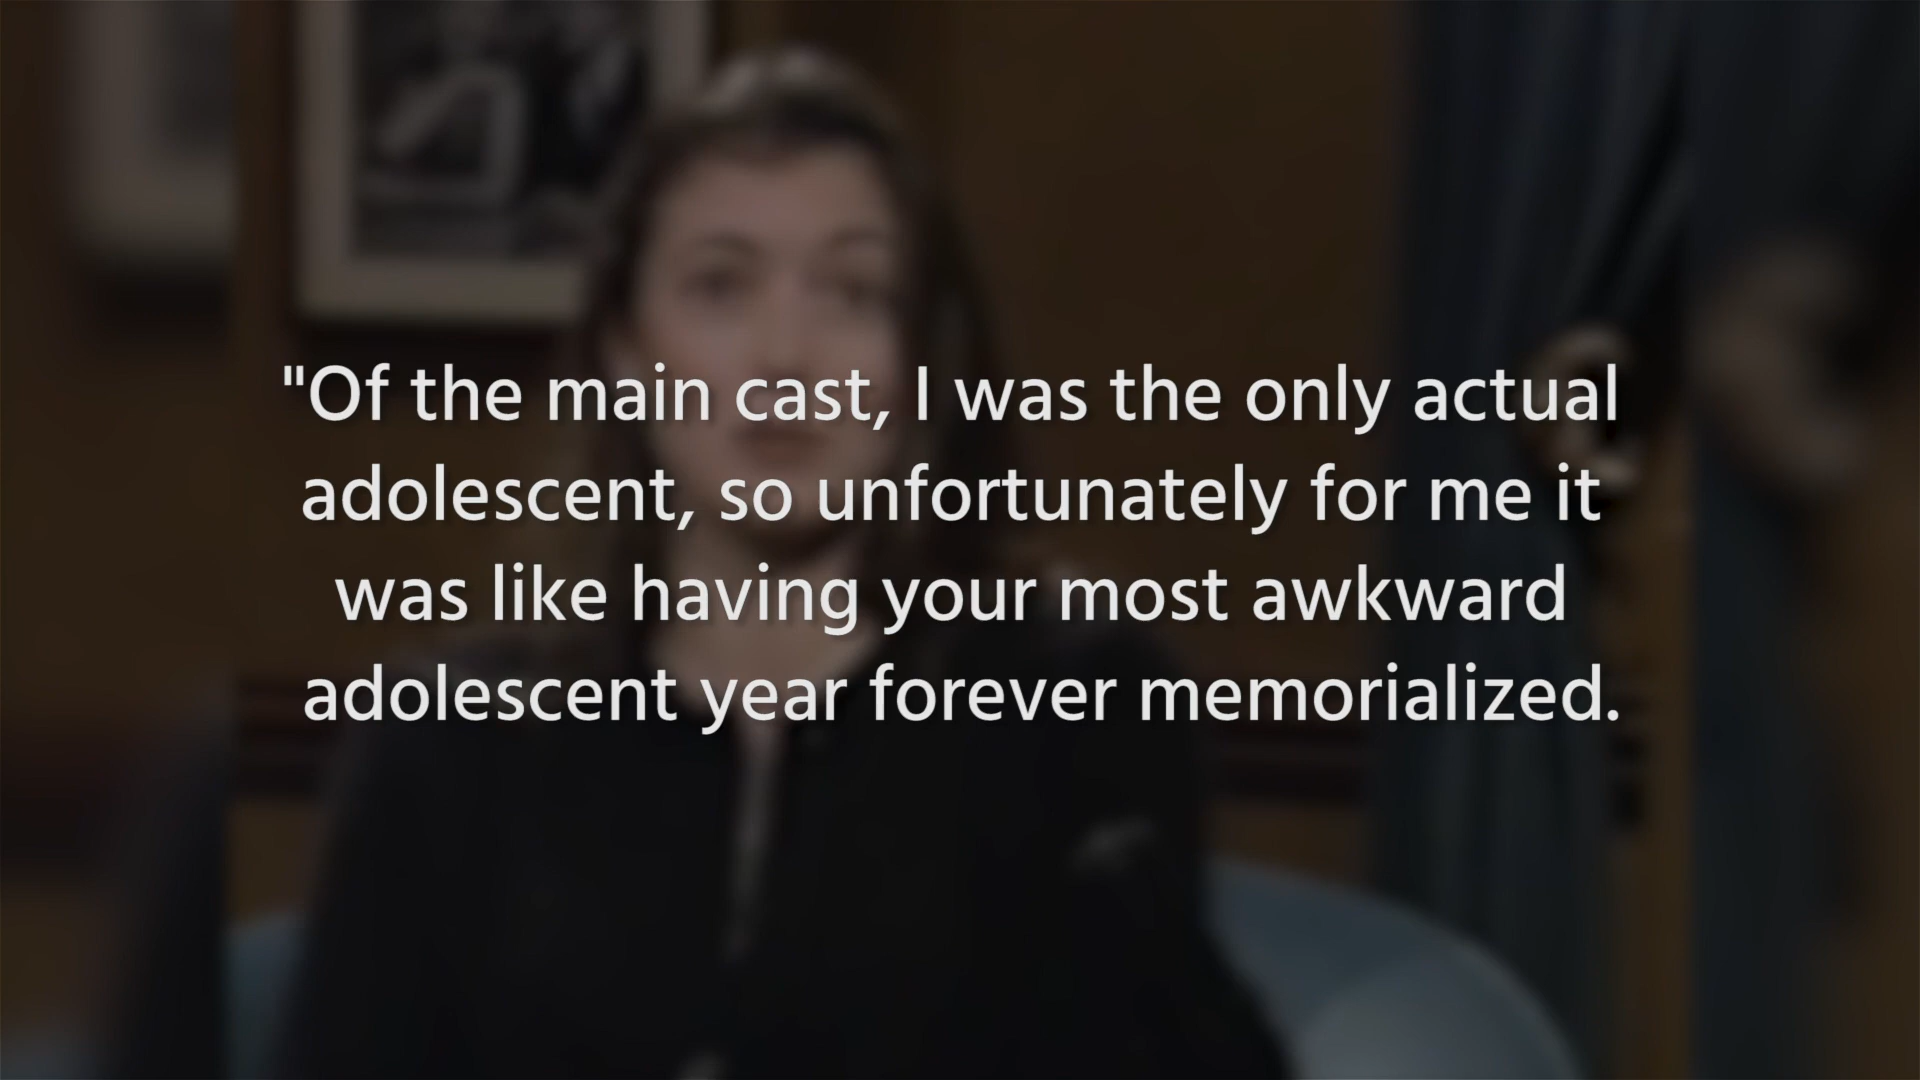 "Of the main cast, I was the only actual
adolescent, so unfortunately for me it
was like having your most awkward
adolescent year forever memorialized.